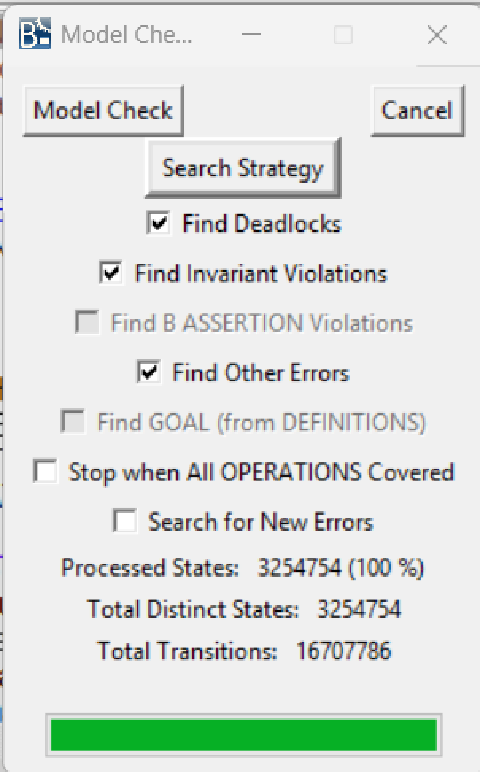 B Model Che...
Model Check
Cancel
Search Strategy
Find Deadlocks
Find Invariant Violations
Find B ASSERTION Violations
Find Other Errors
Find GOAL (from DEFINITIONS)
Stop when All OPERATIONS Covered
Search for New Errors
Processed States: 3254754 (100 %)
Total Distinct States: 3254754
Total Transitions: 16707786